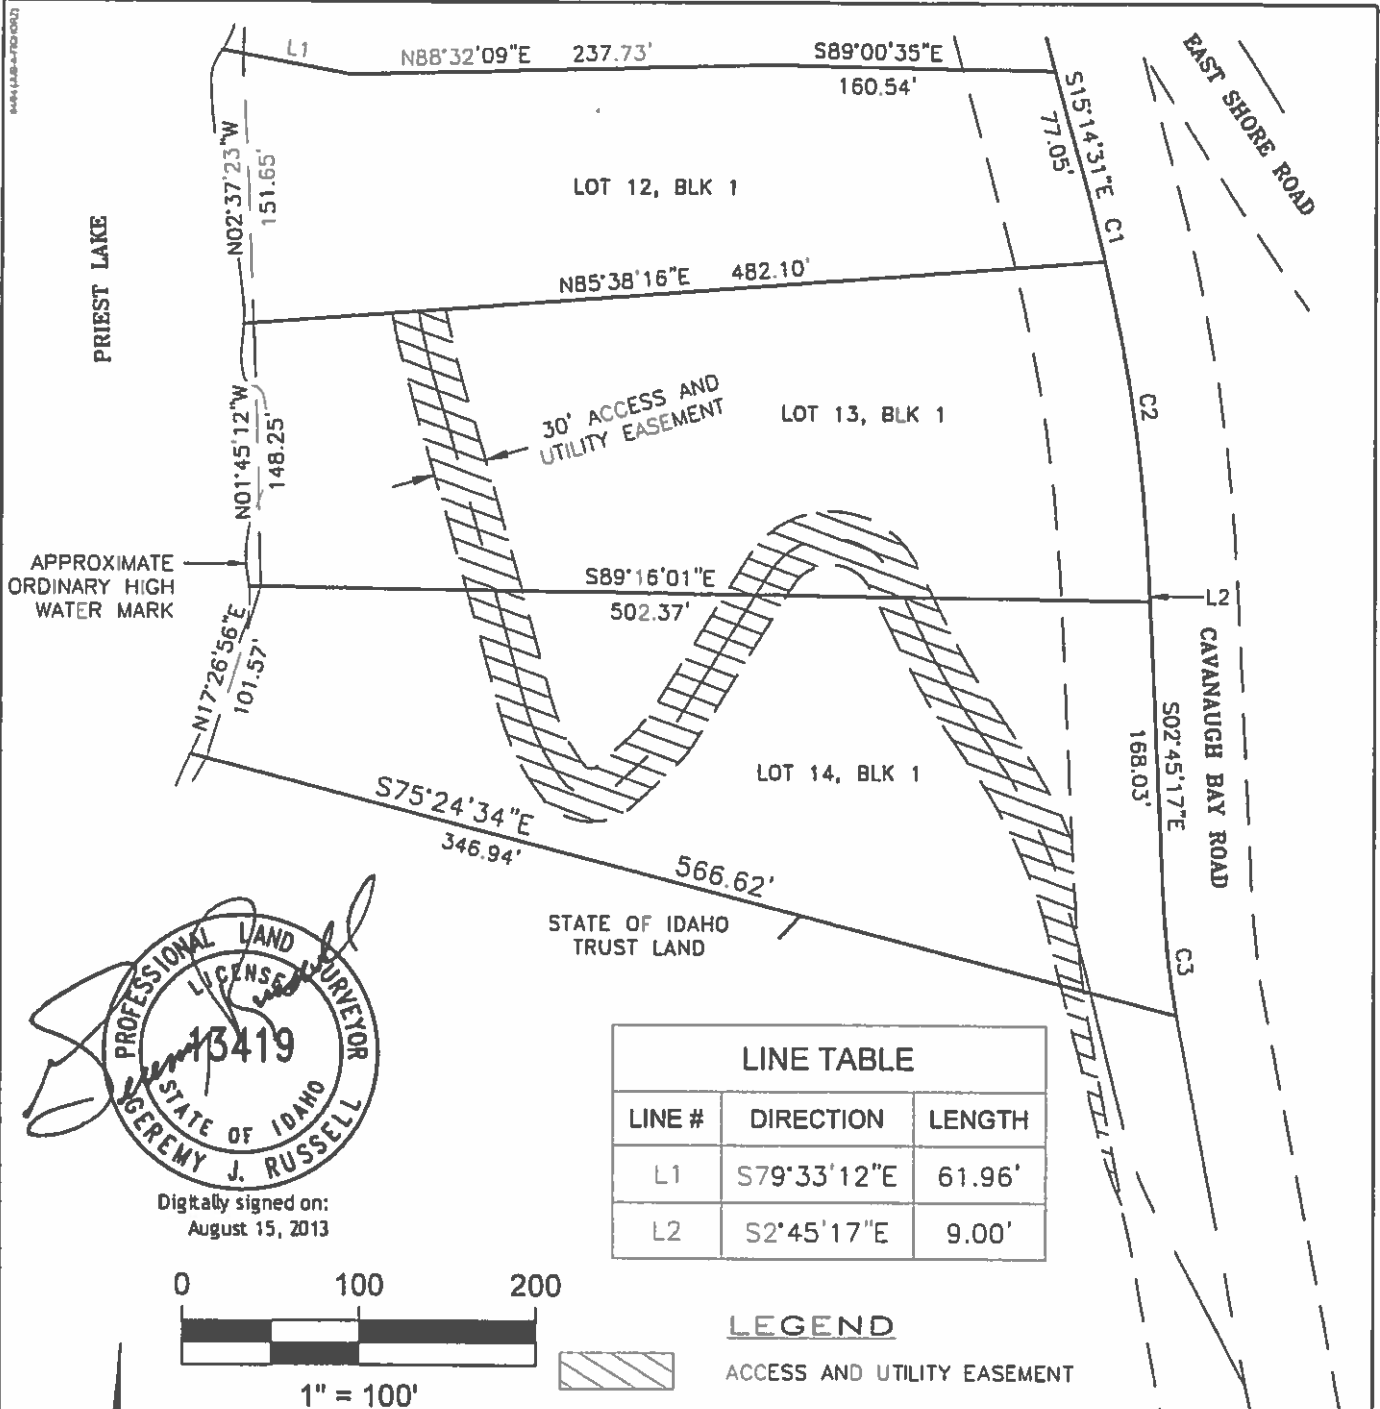 L1
N88°32'09"E 237.73'
S89°00'35"E
160.54'
EAST SHORE ROAD
S15°14'31"E
77.05'
C1
N02°37'23"W
151.65'
LOT 12, BLK 1
PRIEST LAKE
N85°38'16"E 482.10'
30' ACCESS AND
UTILITY EASEMENT
LOT 13, BLK 1
C2
N01°45'12"W
148.25'
APPROXIMATE
ORDINARY HIGH
WATER MARK
S89°16'01"E
502.37'
L2
N17°26'56"E
101.57'
CAVANAUGH BAY ROAD
S02°45'17"E
168.03'
LOT 14, BLK 1
S75°24'34"E
346.94'
566.62'
STATE OF IDAHO
TRUST LAND
C3
PROFESSIONAL LAND SURVEYOR
LICENSED
13419
STATE OF IDAHO
GEREMY J. RUSSELL
Digitally signed on:
August 15, 2013
LINE TABLE
LINE # DIRECTION LENGTH
L1 S79°33'12"E 61.96'
L2 S2°45'17"E 9.00'
0 100 200
1" = 100'
LEGEND
ACCESS AND UTILITY EASEMENT